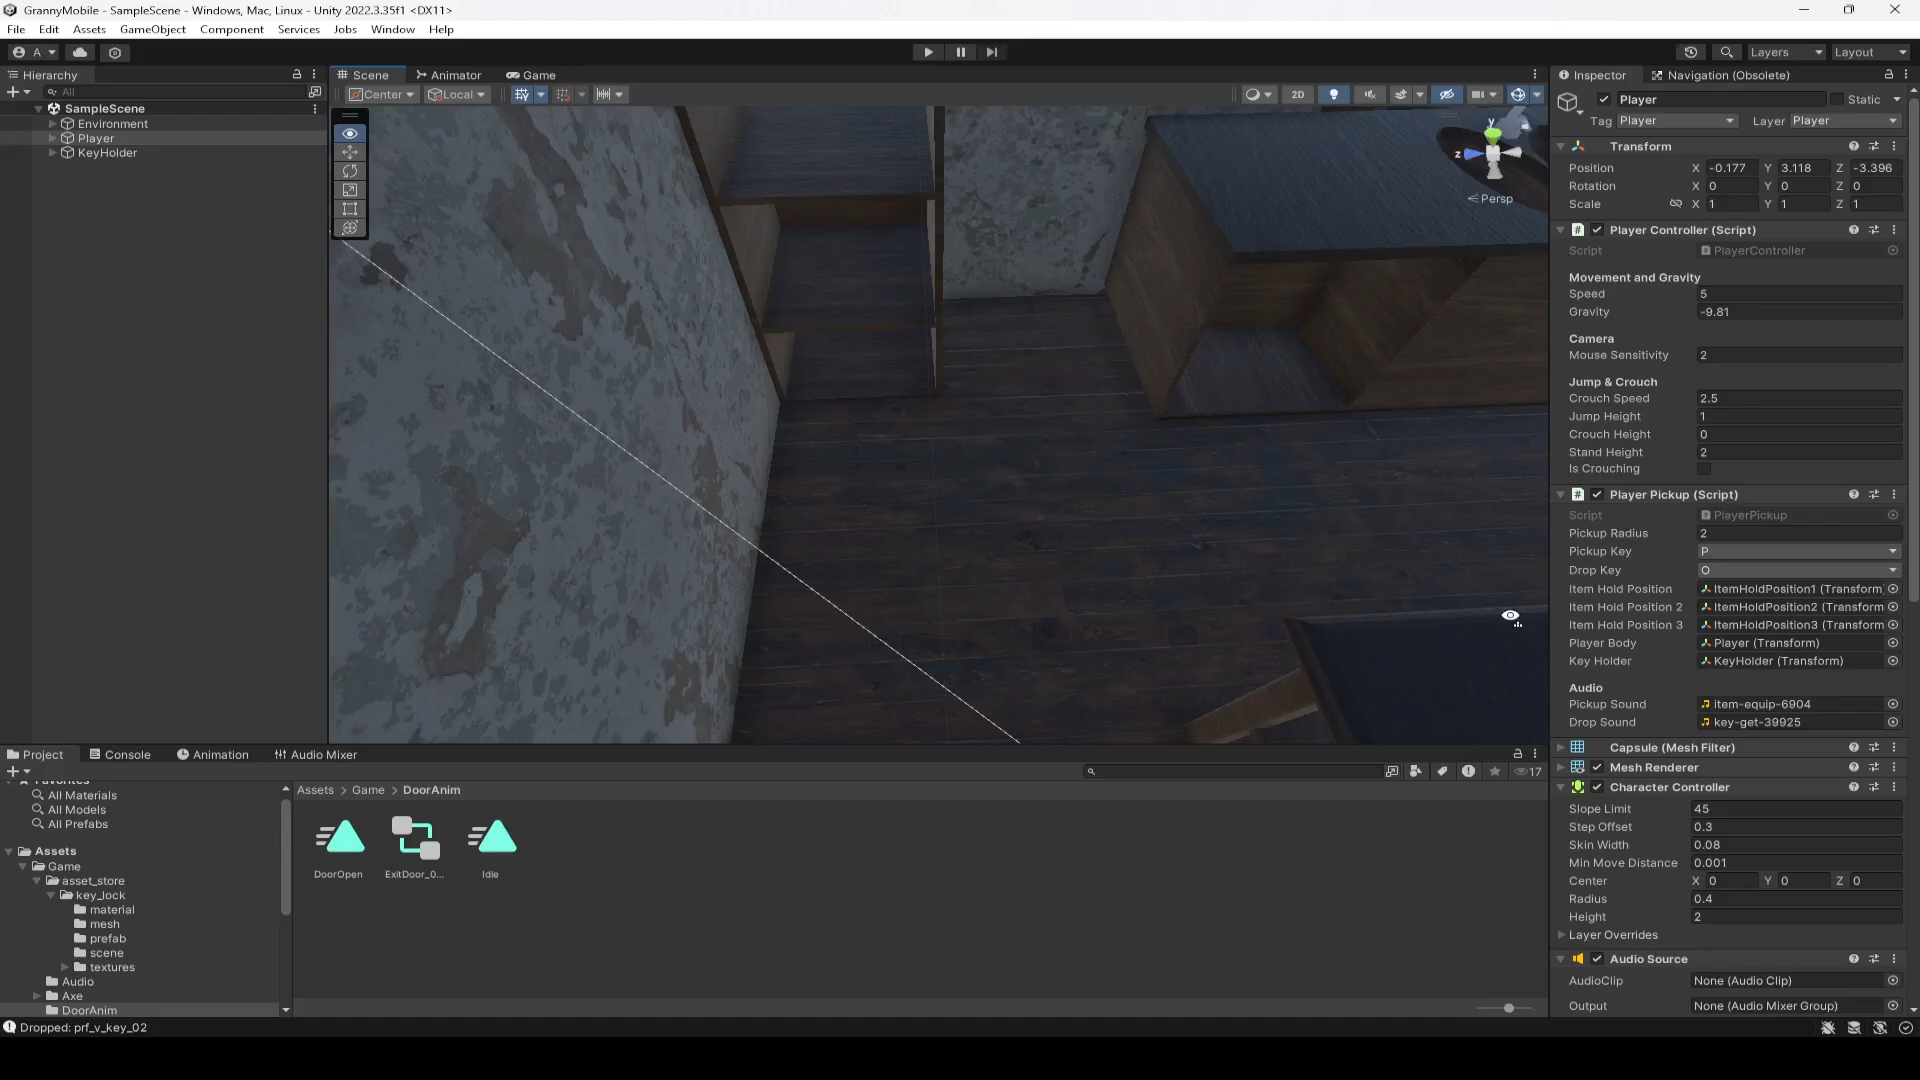 GrannyMobile - SampleScene - Windows, Mac, Linux - Unity 2022.3.35f1 <DX11>
File Edit Assets GameObject Component Services Jobs Window Help
A Layers Layout
Hierarchy
All
SampleScene
Environment
Player
KeyHolder
Scene Animator Game
Center Local 2D
y
z
Persp
Inspector Navigation (Obsolete)
Player Static
Tag Player Layer Player
Transform
Position X -0.177 Y 3.118 Z -3.396
Rotation X 0 Y 0 Z 0
Scale X 1 Y 1 Z 1
Player Controller (Script)
Script PlayerController
Movement and Gravity
Speed 5
Gravity -9.81
Camera
Mouse Sensitivity 2
Jump & Crouch
Crouch Speed 2.5
Jump Height 1
Crouch Height 0
Stand Height 2
Is Crouching
Player Pickup (Script)
Script PlayerPickup
Pickup Radius 2
Pickup Key P
Drop Key O
Item Hold Position ItemHoldPosition1 (Transform)
Item Hold Position 2 ItemHoldPosition2 (Transform
Item Hold Position 3 ItemHoldPosition3 (Transform
Player Body Player (Transform)
Key Holder KeyHolder (Transform)
Audio
Pickup Sound item-equip-6904
Drop Sound key-get-39925
Capsule (Mesh Filter)
Mesh Renderer
Character Controller
Slope Limit 45
Step Offset 0.3
Skin Width 0.08
Min Move Distance 0.001
Center X 0 Y 0 Z 0
Radius 0.4
Height 2
Layer Overrides
Audio Source
AudioClip None (Audio Clip)
Output None (Audio Mixer Group)
Project Console Animation Audio Mixer
17
Favorites
All Materials
All Models
All Prefabs
Assets
Game
asset_store
key_lock
material
mesh
prefab
scene
textures
Audio
Axe
DoorAnim
Assets > Game > DoorAnim
DoorOpen ExitDoor_0... Idle
Dropped: prf_v_key_02